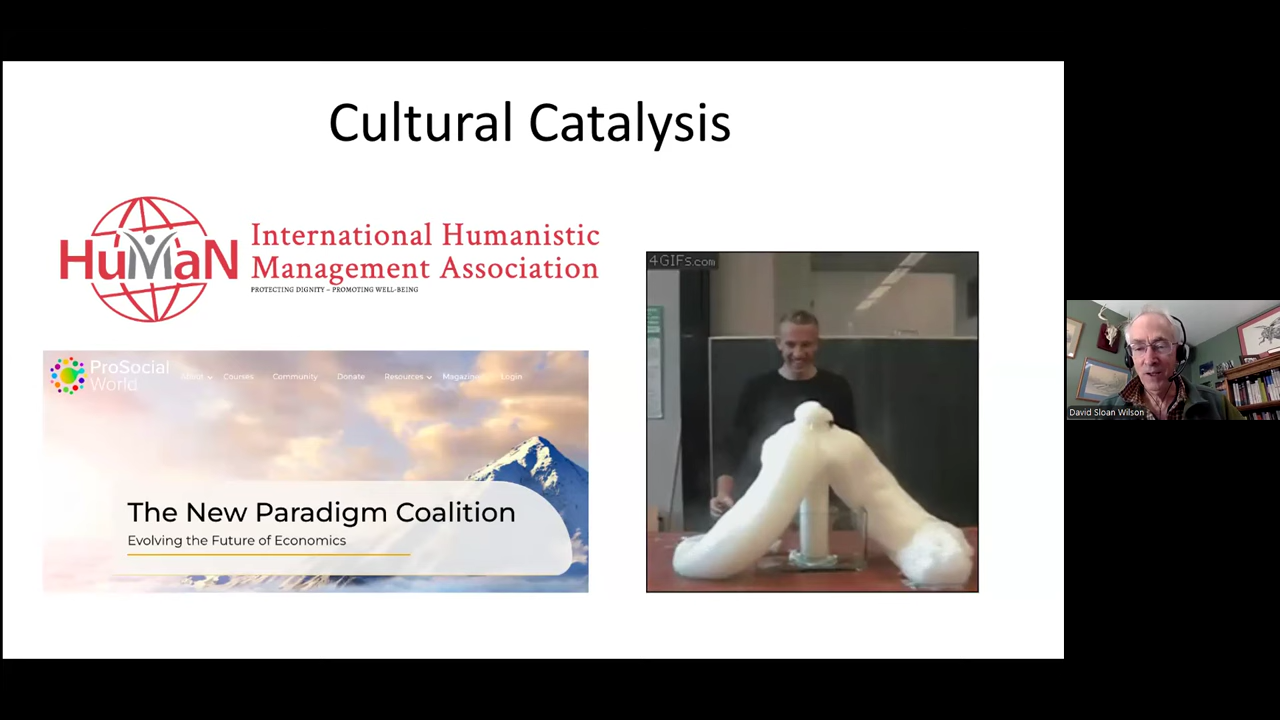 Cultural Catalysis
HuMaN
International Humanistic
Management Association
PROTECTING DIGNITY – PROMOTING WELL-BEING
4GIFs.com
ProSocial
World
About Courses Community Donate Resources Magazine Login
The New Paradigm Coalition
Evolving the Future of Economics
David Sloan Wilson